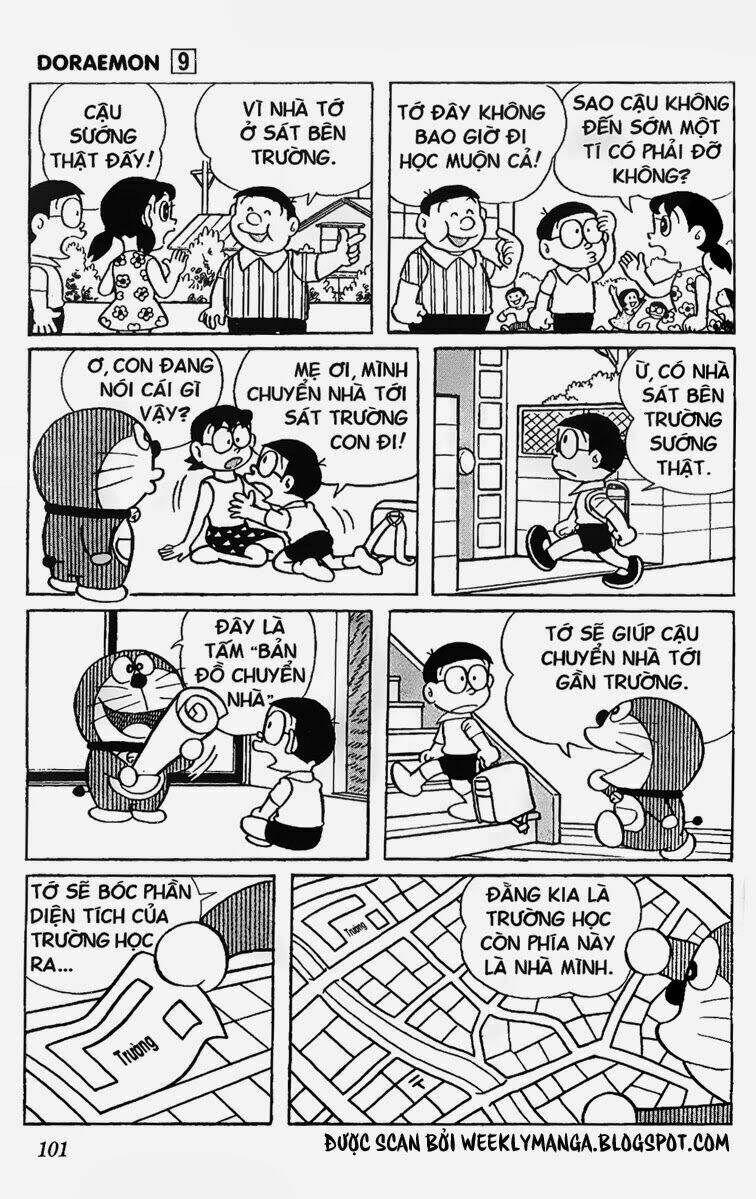 DORAEMON 9
SAO CẬU KHÔNG
ĐẾN SỚM MỘT
TÍ CÓ PHẢI ĐỠ
KHÔNG?
TỚ ĐÂY KHÔNG
BAO GIỜ ĐI
HỌC MUỘN CẢ!
VÌ NHÀ TỚ
Ở SÁT BÊN
TRƯỜNG.
CẬU
SƯỚNG
THẬT ĐẤY!
Ừ, CÓ NHÀ
SÁT BÊN
TRƯỜNG
SƯỚNG
THẬT.
MẸ ƠI, MÌNH
CHUYỂN NHÀ TỚI
SÁT TRƯỜNG
CON ĐI!
Ơ, CON ĐANG
NÓI CÁI GÌ
VẬY?
TỚ SẼ GIÚP CẬU
CHUYỂN NHÀ TỚI
GẦN TRƯỜNG.
ĐÂY LÀ
TẤM "BẢN
ĐỒ CHUYỂN
NHÀ"
ĐẰNG KIA LÀ
TRƯỜNG HỌC
CÒN PHÍA NÀY
LÀ NHÀ MÌNH.
Trường
TỚ SẼ BÓC PHẦN
DIỆN TÍCH CỦA
TRƯỜNG HỌC
RA...
Trường
101
ĐƯỢC SCAN BỞI WEEKLYMANGA.BLOGSPOT.COM